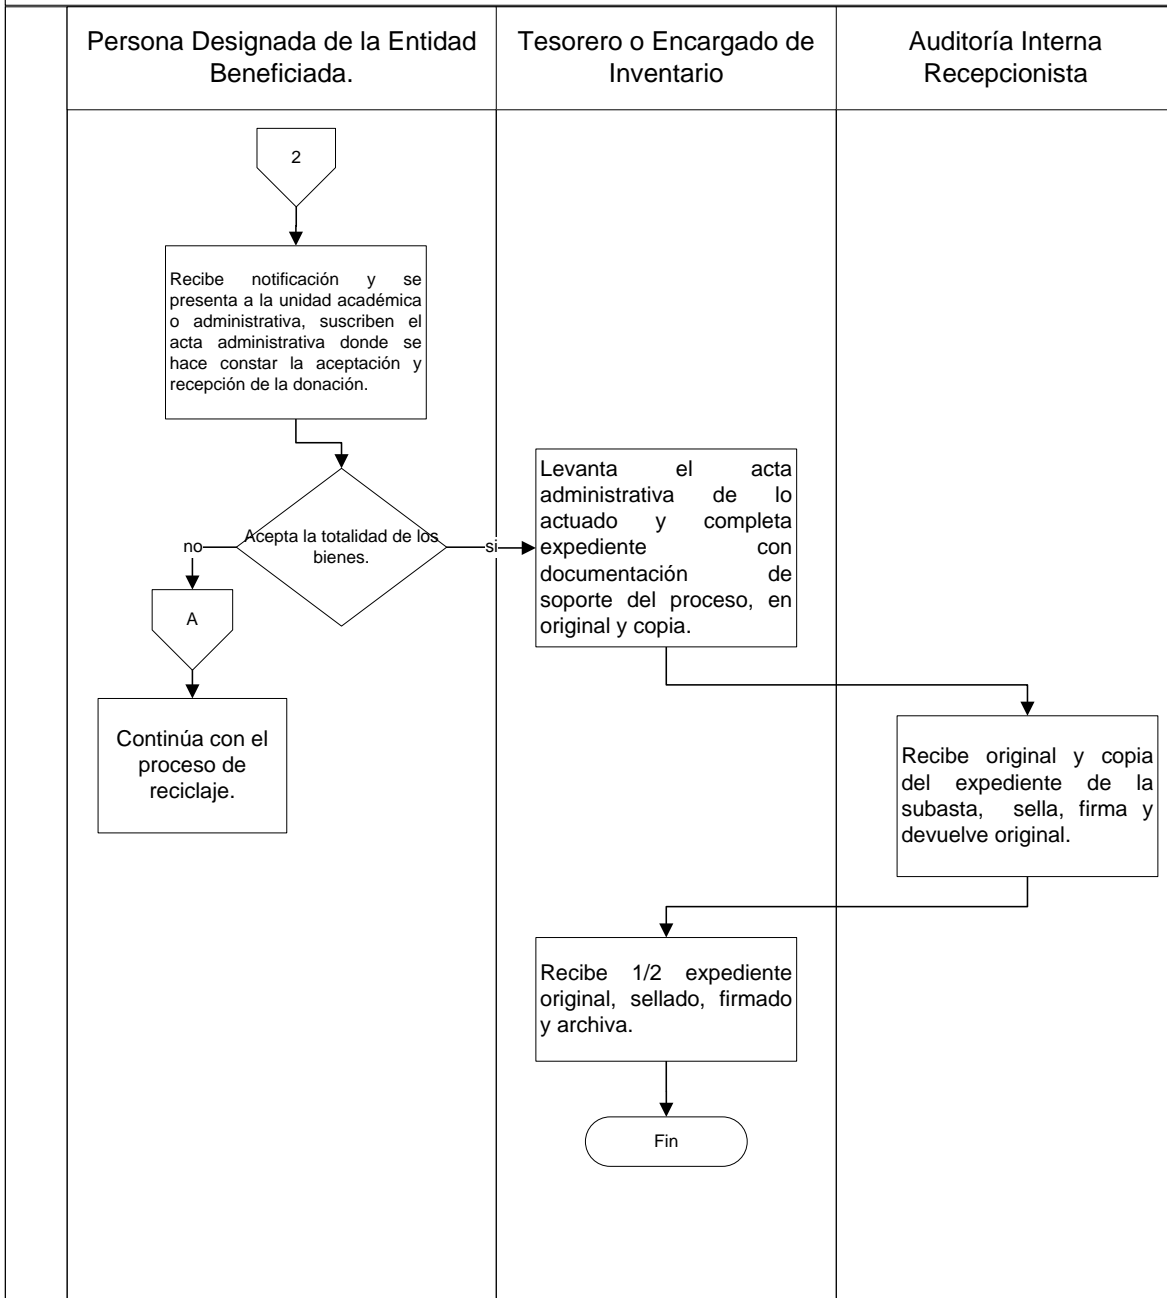 Persona Designada de la Entidad
Beneficiada.
Tesorero o Encargado de
Inventario
Auditoría Interna
Recepcionista
2
Recibe notificación y se
presenta a la unidad académica
o administrativa, suscriben el
acta administrativa donde se
hace constar la aceptación y
recepción de la donación.
Acepta la totalidad de los
bienes.
no
si
A
Continúa con el
proceso de
reciclaje.
Levanta el acta
administrativa de lo
actuado y completa
expediente con
documentación de
soporte del proceso, en
original y copia.
Recibe original y copia
del expediente de la
subasta, sella, firma y
devuelve original.
Recibe 1/2 expediente
original, sellado, firmado
y archiva.
Fin